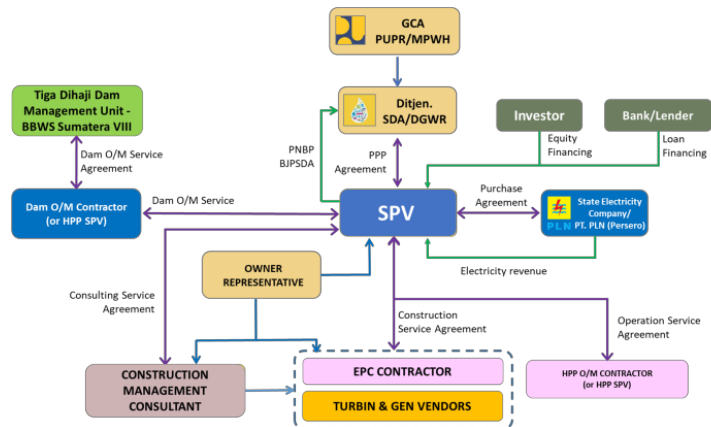 GCA
PUPR/MPWH
Tiga Dihaji Dam
Management Unit -
BBWS Sumatera VIII
Ditjen.
SDA/DGWR
Investor
Bank/Lender
PNBP
BJPSDA
PPP
Agreement
Equity
Financing
Loan
Financing
Dam O/M Service
Agreement
Dam O/M Contractor
(or HPP SPV)
Dam O/M Service
SPV
Purchase
Agreement
PLN
State Electricity
Company/
PT. PLN (Persero)
Electricity revenue
OWNER
REPRESENTATIVE
Consulting Service
Agreement
Construction
Service Agreement
Operation Service
Agreement
CONSTRUCTION
MANAGEMENT
CONSULTANT
EPC CONTRACTOR
TURBIN & GEN VENDORS
HPP O/M CONTRACTOR
(or HPP SPV)